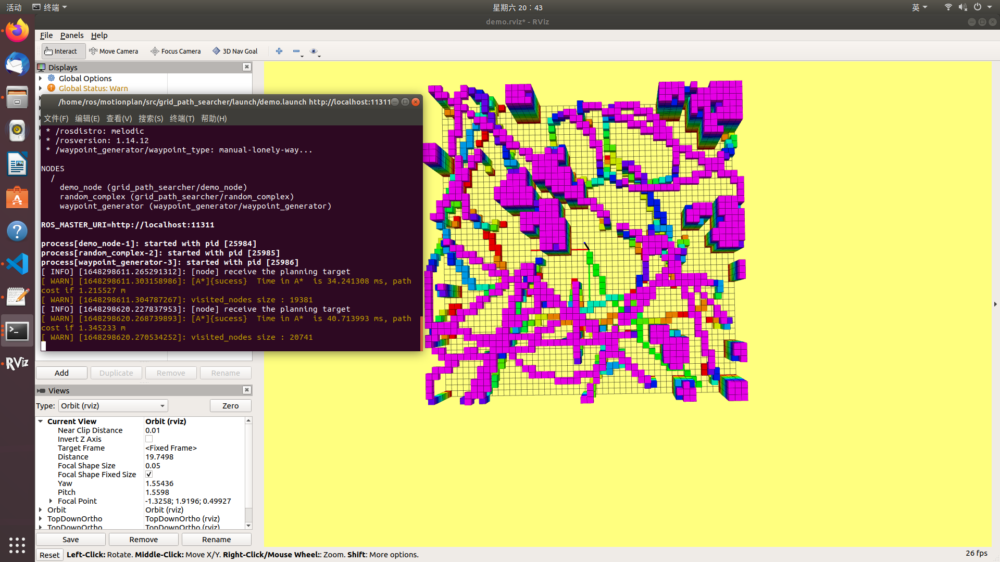 活动
终端
星期六 20：43
英
demo.rviz* - RViz
File Panels Help
Interact Move Camera Focus Camera 3D Nav Goal
Displays
Global Options
Global Status: Warn
/home/ros/motionplan/src/grid_path_searcher/launch/demo.launch http://localhost:11311
文件(F) 编辑(E) 查看(V) 搜索(S) 终端(T) 帮助(H)
* /rosdistro: melodic
* /rosversion: 1.14.12
* /waypoint_generator/waypoint_type: manual-lonely-way...
NODES
/
demo_node (grid_path_searcher/demo_node)
random_complex (grid_path_searcher/random_complex)
waypoint_generator (waypoint_generator/waypoint_generator)
ROS_MASTER_URI=http://localhost:11311
process[demo_node-1]: started with pid [25984]
process[random_complex-2]: started with pid [25985]
process[waypoint_generator-3]: started with pid [25986]
[ INFO] [1648298611.265291312]: [node] receive the planning target
[ WARN] [1648298611.303158986]: [A*]{sucess}  Time in A*  is 34.241308 ms, path
cost if 1.215527 m
[ WARN] [1648298611.304787267]: visited_nodes size : 19381
[ INFO] [1648298620.227837953]: [node] receive the planning target
[ WARN] [1648298620.268739893]: [A*]{sucess}  Time in A*  is 40.713993 ms, path
cost if 1.345233 m
[ WARN] [1648298620.270534252]: visited_nodes size : 20741
RViz
Add Duplicate Remove Rename
Views
Type: Orbit (rviz) Zero
Current View Orbit (rviz)
Near Clip Distance 0.01
Invert Z Axis
Target Frame <Fixed Frame>
Distance 19.7498
Focal Shape Size 0.05
Focal Shape Fixed Size
Yaw 1.55436
Pitch 1.5598
Focal Point -1.3258; 1.9196; 0.49927
Orbit Orbit (rviz)
TopDownOrtho TopDownOrtho (rviz)
TopDownOrtho TopDownOrtho (rviz)
Save Remove Rename
Reset Left-Click: Rotate. Middle-Click: Move X/Y. Right-Click/Mouse Wheel:: Zoom. Shift: More options.
26 fps